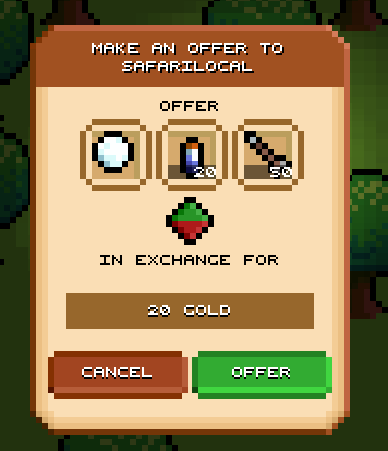 MAKE AN OFFER TO
SAFARILOCAL
OFFER
20 50
IN EXCHANGE FOR
20 GOLD
CANCEL OFFER